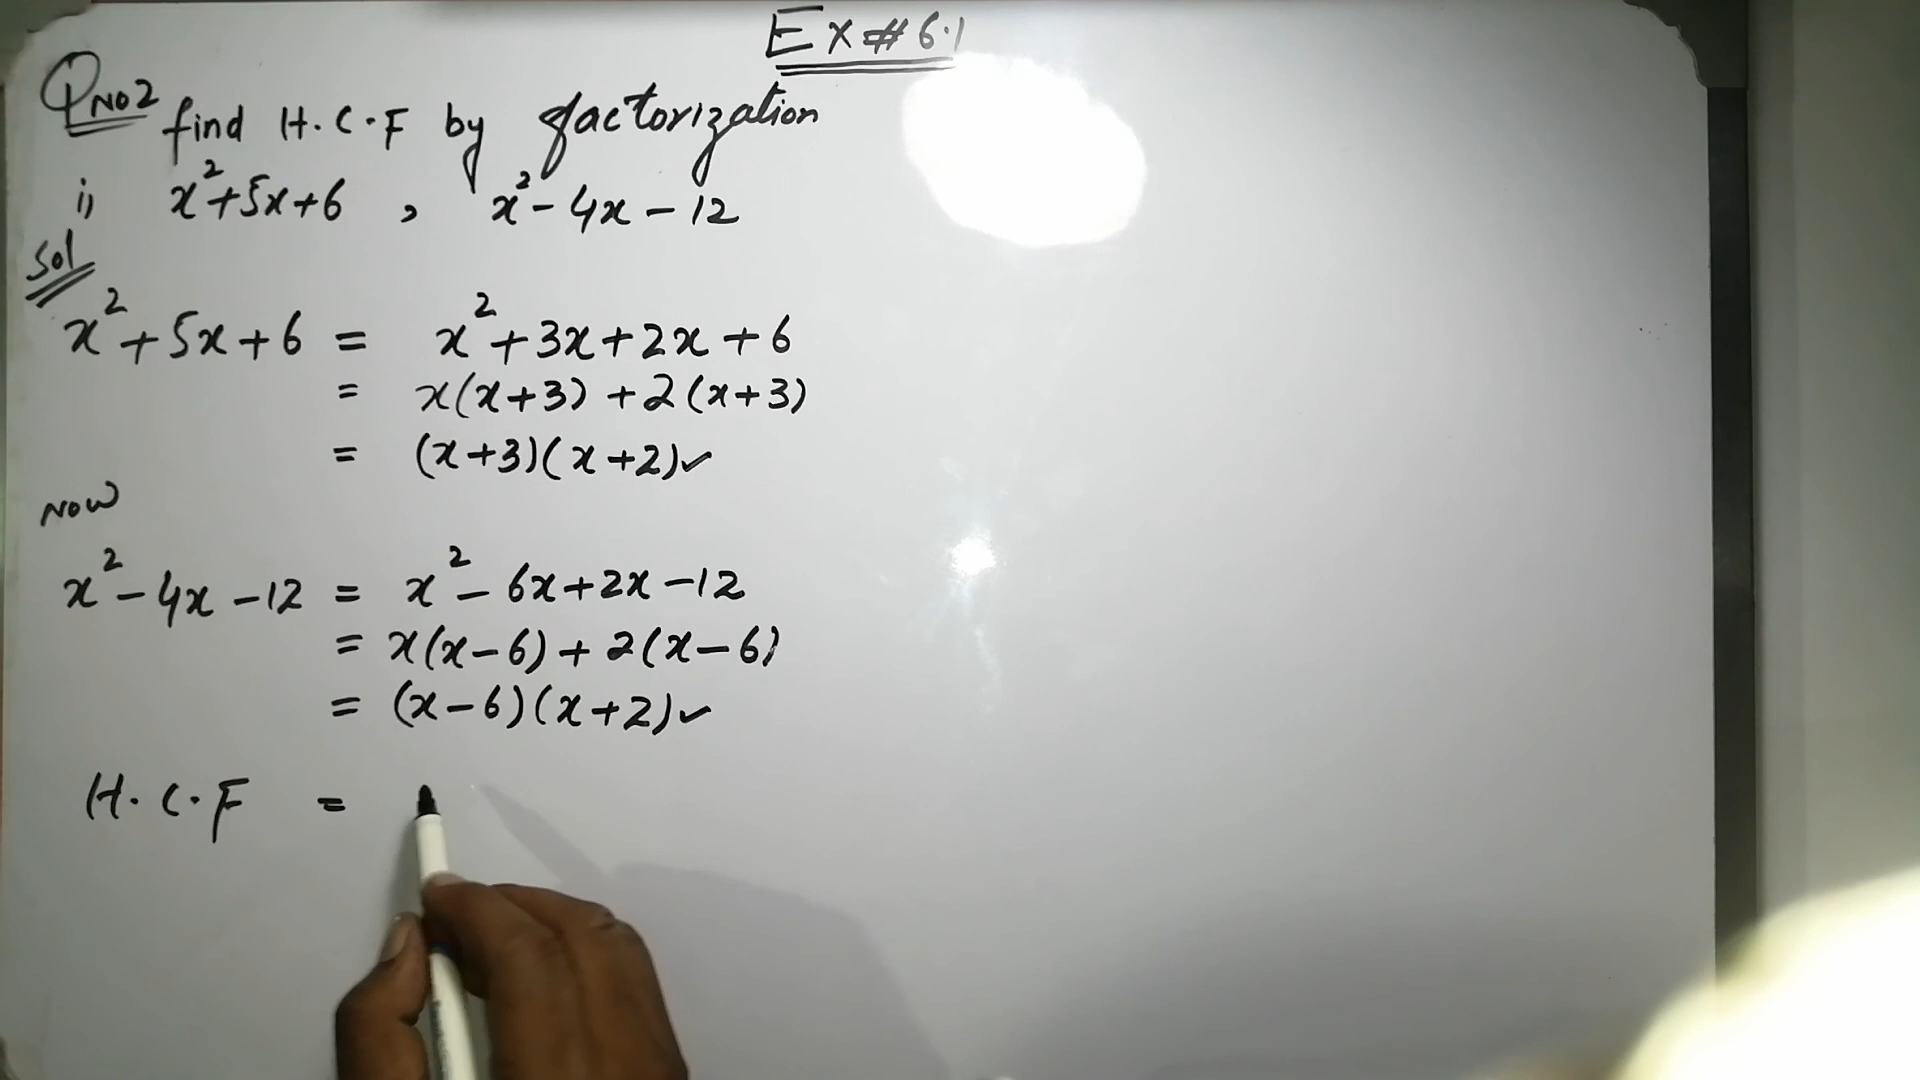 Ex # 6.1
Q NO 2 find H.C.F by factorization
i) x²+5x+6 , x²-4x-12
Sol
x²+5x+6 = x²+3x+2x+6
= x(x+3)+2(x+3)
= (x+3)(x+2)✓
NOW
x²-4x-12 = x²-6x+2x-12
= x(x-6)+2(x-6)
= (x-6)(x+2)✓
H.C.F =